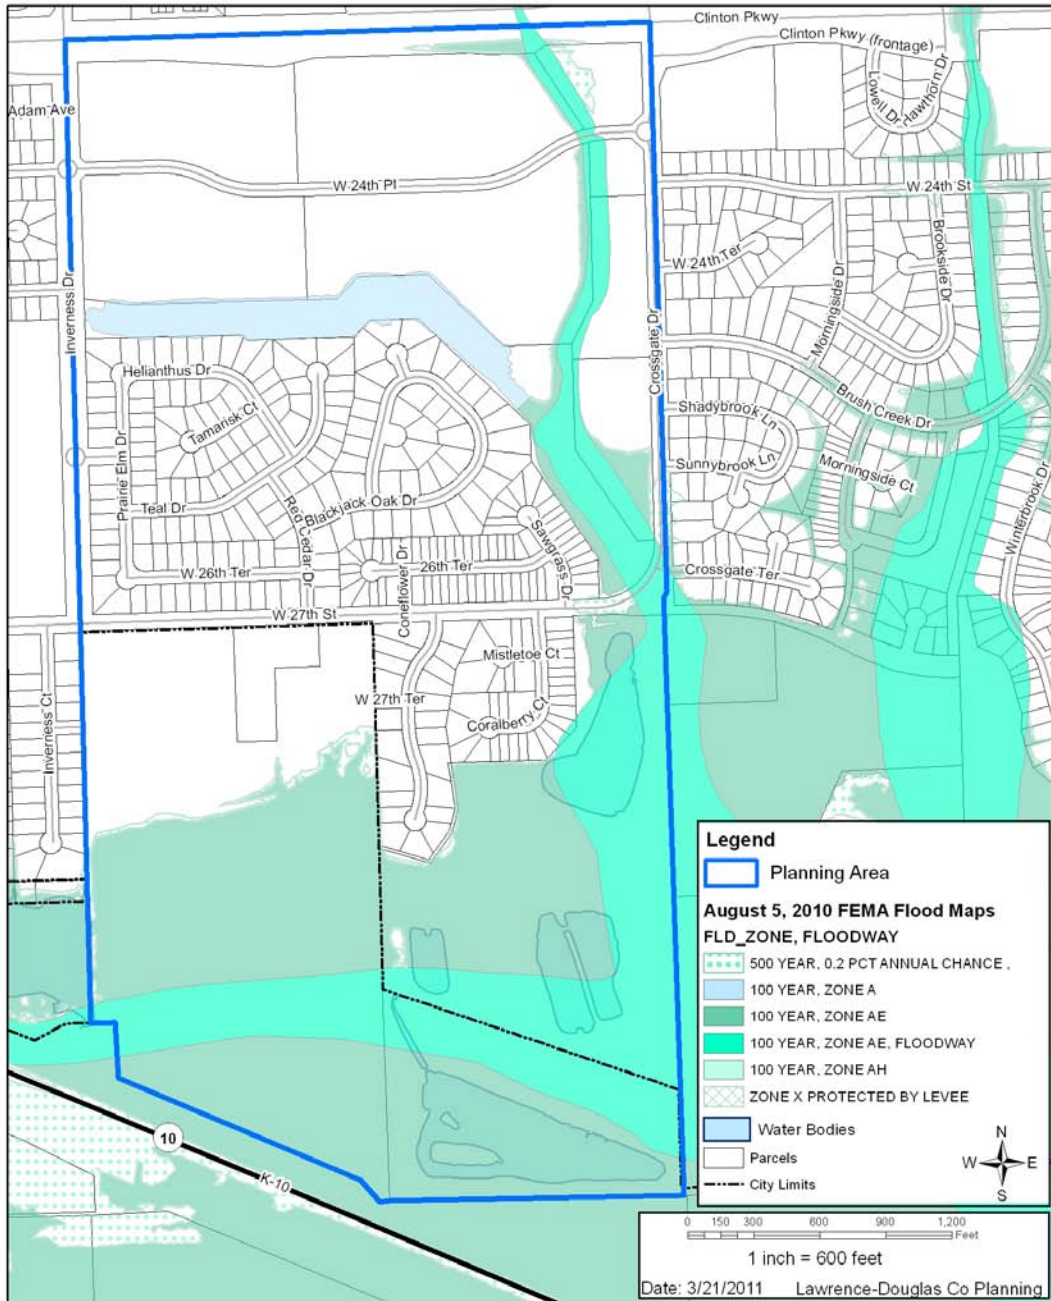 Clinton Pkwy
Clinton Pkwy (frontage)
Lowell Dr
Hawthorn Dr
Adam Ave
W 24th Pl
W 24th St
Brookside Dr
W 24th Ter
Morningside Dr
Inverness Dr
Crossgate Dr
Helianthus Dr
Tamarisk Ct
Prairie Elm Dr
Teal Dr
Red Cedar Dr
Blackjack Oak Dr
Brush Creek Dr
Shadybrook Ln
Sunnybrook Ln
Morningside Ct
Winterbrook Dr
Sawgrass Dr
W 26th Ter
Coneflower Dr
26th Ter
Crossgate Ter
W 27th St
Mistletoe Ct
W 27th Ter
Coralberry Ct
Inverness Ct
10
K-10
Legend
Planning Area
August 5, 2010 FEMA Flood Maps
FLD_ZONE, FLOODWAY
500 YEAR, 0.2 PCT ANNUAL CHANCE ,
100 YEAR, ZONE A
100 YEAR, ZONE AE
100 YEAR, ZONE AE, FLOODWAY
100 YEAR, ZONE AH
ZONE X PROTECTED BY LEVEE
Water Bodies
Parcels
City Limits
N
W E
S
0 150 300 600 900 1,200
Feet
1 inch = 600 feet
Date: 3/21/2011 Lawrence-Douglas Co Planning